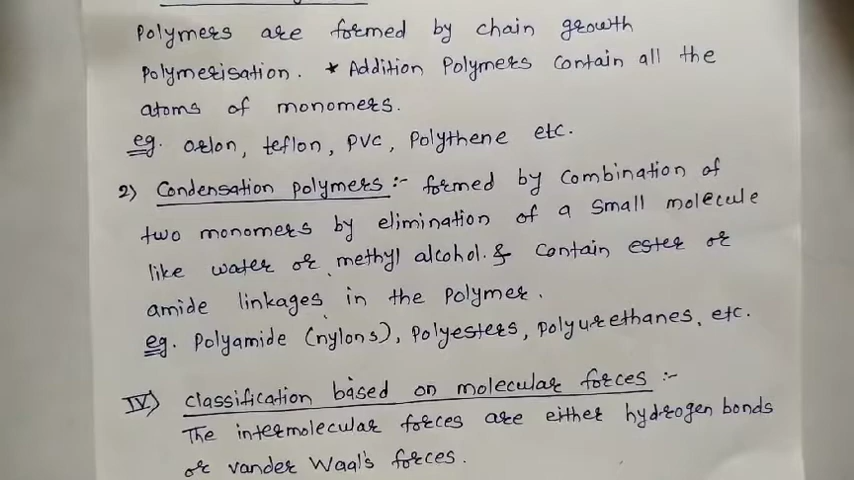 Polymers are formed by chain growth
Polymerisation. * Addition Polymers contain all the
atoms of monomers.
eg. orlon, teflon, PVC, Polythene etc.
2) Condensation polymers :- formed by combination of
two monomers by elimination of a small molecule
like water or methyl alcohol. & contain ester or
amide linkages in the polymer.
eg. Polyamide (nylons), Polyesters, polyurethanes, etc.
IV) classification based on molecular forces :-
The intermolecular forces are either hydrogen bonds
or vander Waal's forces.